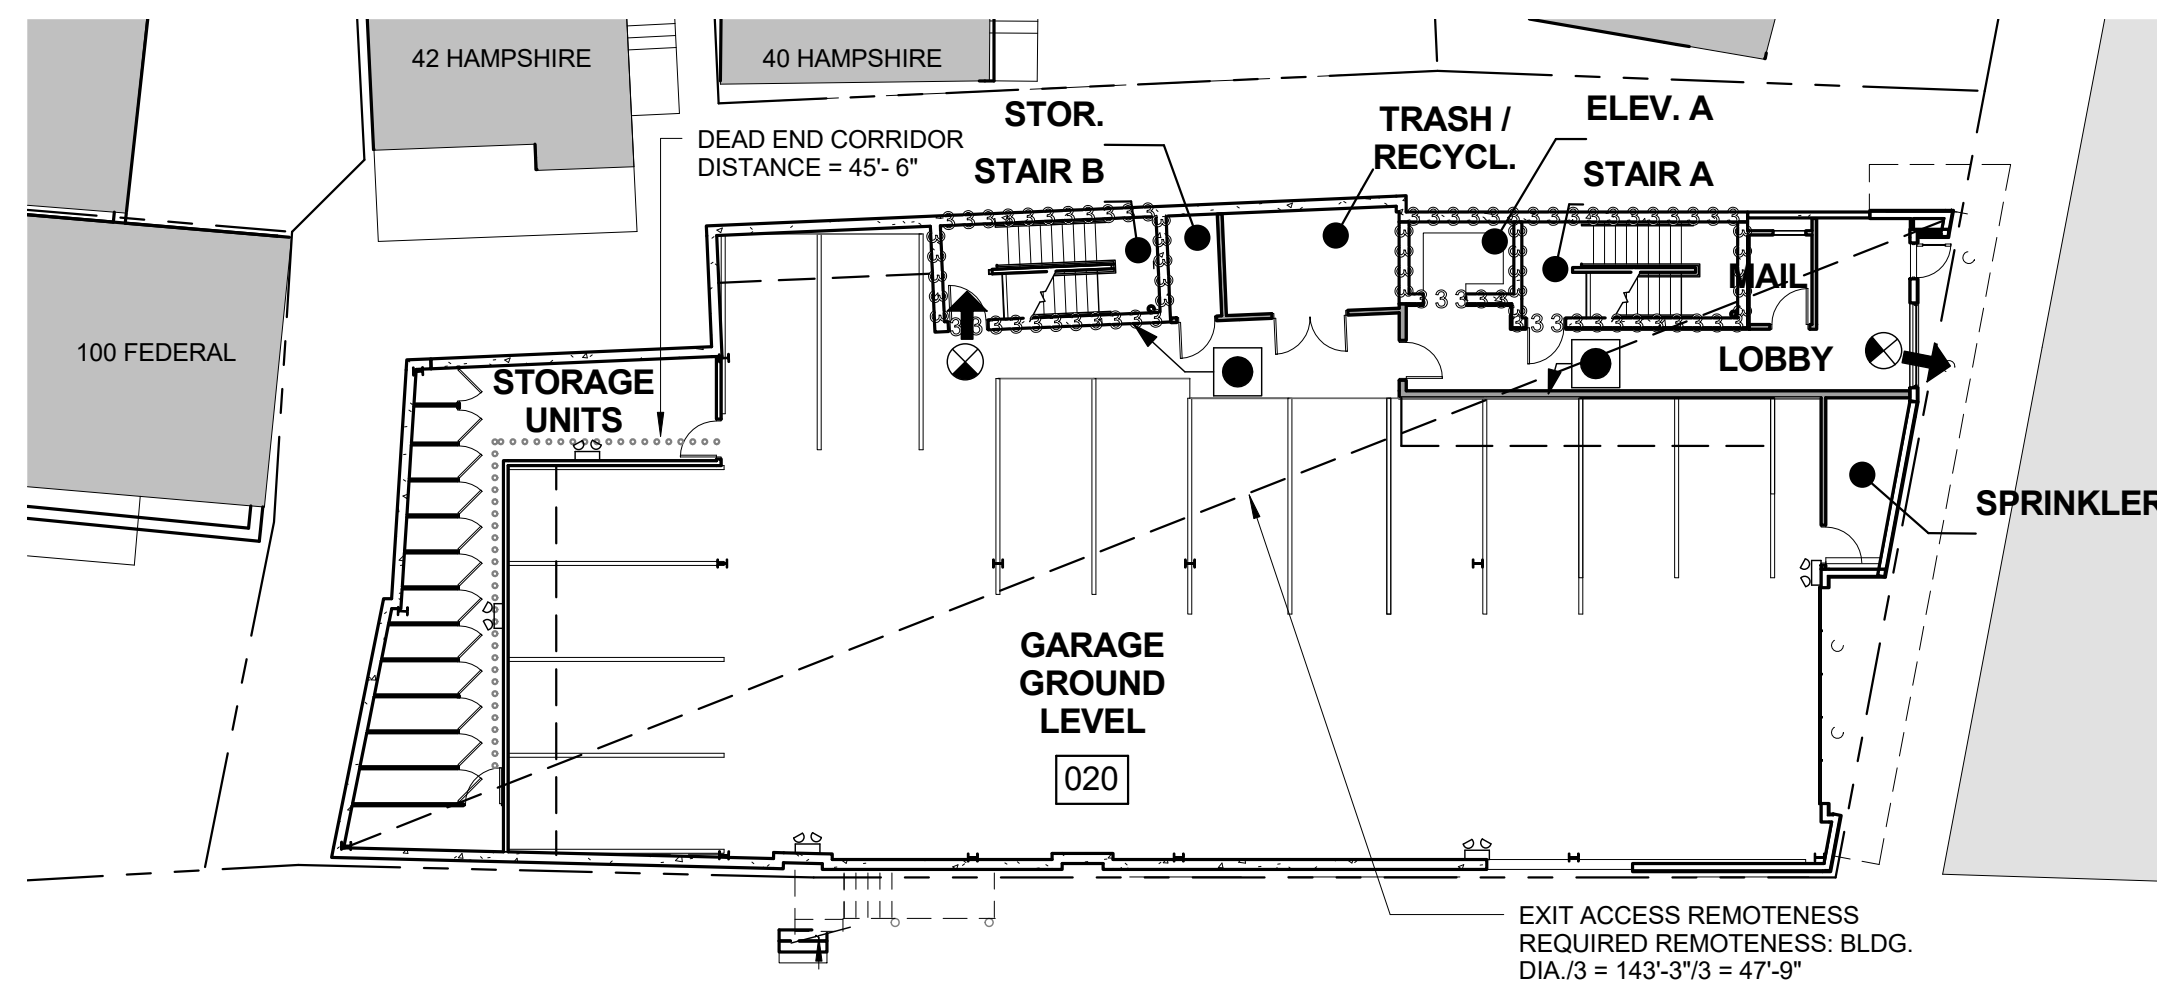 42 HAMPSHIRE
40 HAMPSHIRE
STOR.
TRASH /
RECYCL.
ELEV. A
DEAD END CORRIDOR
DISTANCE = 45'- 6"
STAIR B
STAIR A
MAIL
100 FEDERAL
STORAGE
UNITS
LOBBY
SPRINKLER
GARAGE
GROUND
LEVEL
020
EXIT ACCESS REMOTENESS
REQUIRED REMOTENESS: BLDG.
DIA./3 = 143'-3"/3 = 47'-9"